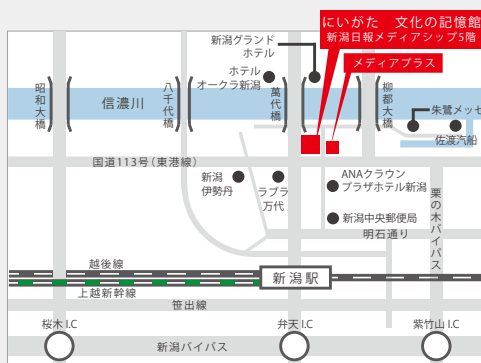 にいがた 文化の記憶館
新潟日報メディアシップ5階
メディアプラス
新潟グランド
ホテル
ホテル
オークラ新潟
昭和大橋
信濃川
八千代橋
萬代橋
柳都大橋
朱鷺メッセ
佐渡汽船
国道113号(東港線)
新潟
伊勢丹
ラブラ
万代
ANAクラウン
プラザホテル新潟
新潟中央郵便局
明石通り
栗の木バイパス
越後線
上越新幹線
新潟駅
笹出線
桜木I.C
弁天I.C
紫竹山I.C
新潟バイパス